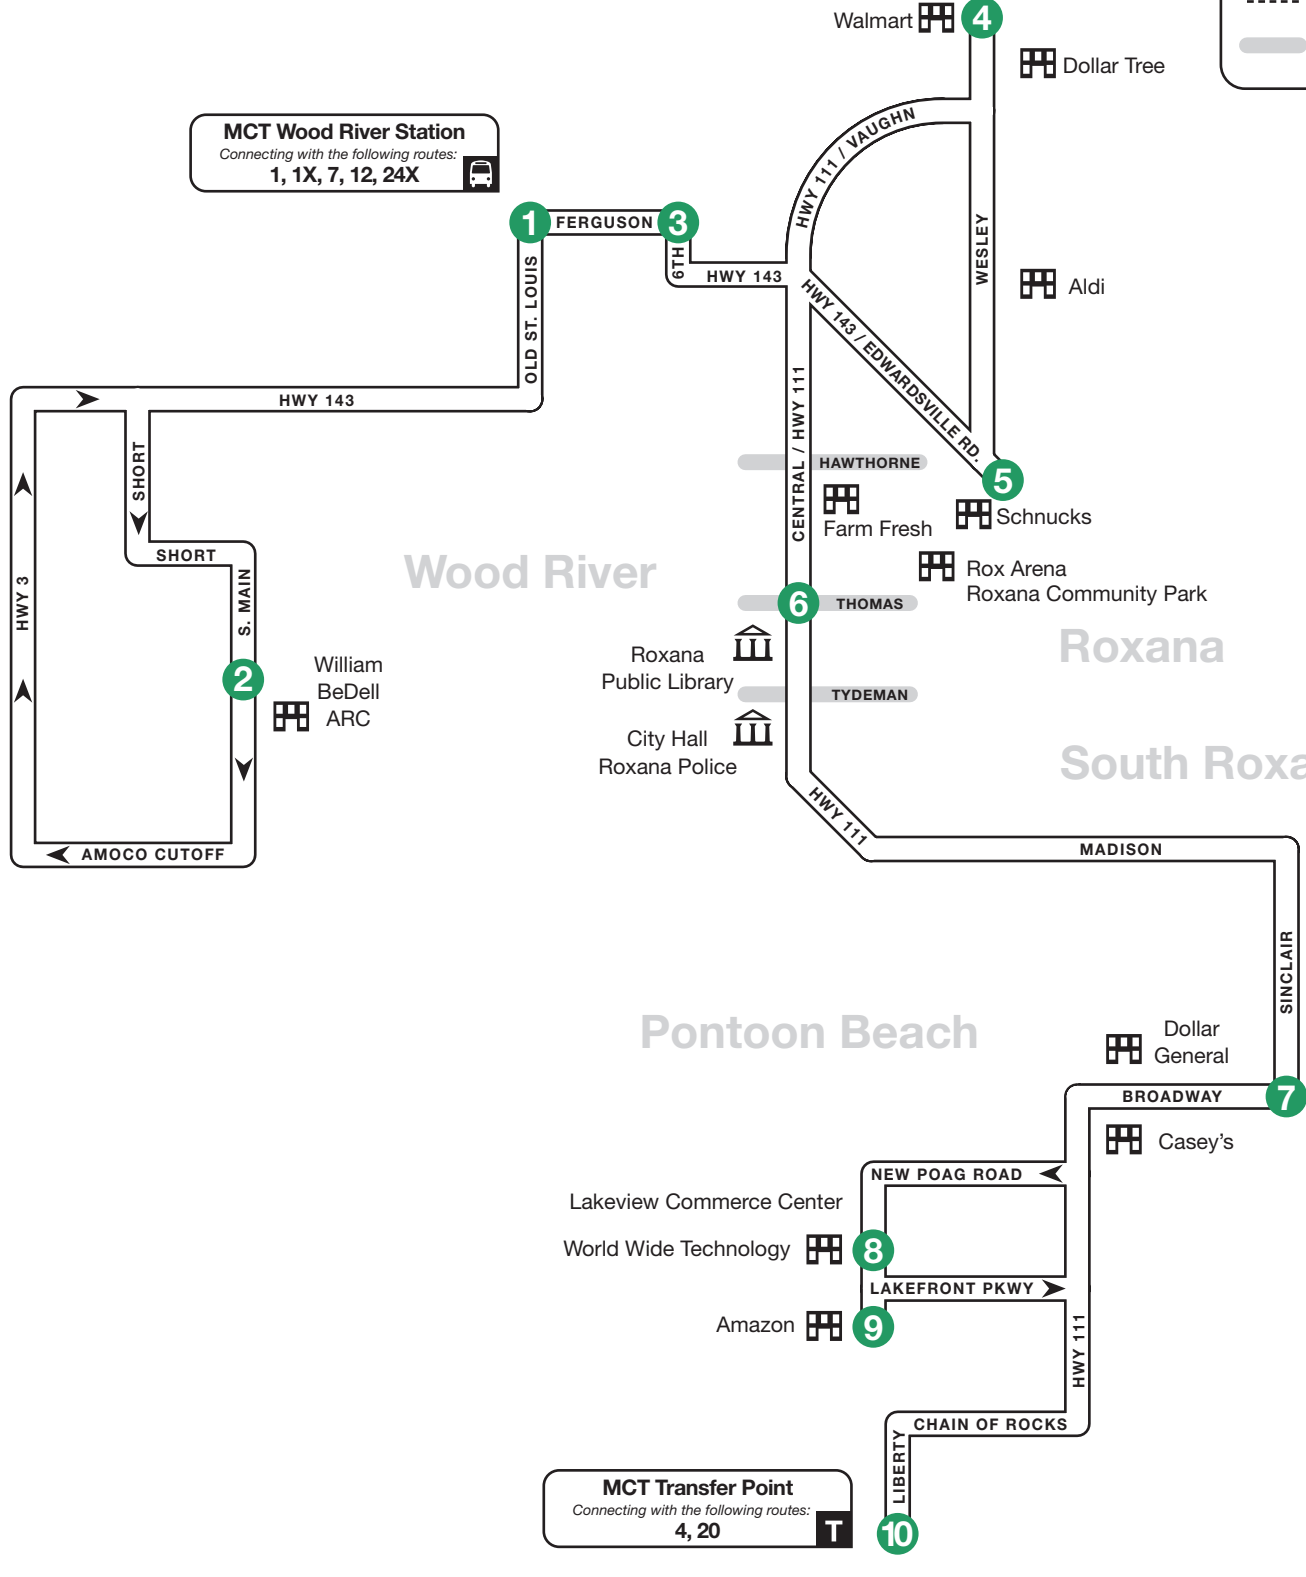 Walmart
4
Dollar Tree
MCT Wood River Station
Connecting with the following routes:
1, 1X, 7, 12, 24X
HWY 111 / VAUGHN
1
FERGUSON
3
6TH
HWY 143
WESLEY
Aldi
OLD ST. LOUIS
HWY 143 / EDWARDSVILLE RD.
HWY 143
CENTRAL / HWY 111
SHORT
HAWTHORNE
5
Farm Fresh
Schnucks
SHORT
Wood River
Rox Arena
Roxana Community Park
HWY 3
S. MAIN
6
THOMAS
Roxana
Roxana
Public Library
2
William
BeDell
ARC
TYDEMAN
City Hall
Roxana Police
South Roxa
HWY 111
AMOCO CUTOFF
MADISON
SINCLAIR
Pontoon Beach
Dollar
General
BROADWAY
7
Casey's
NEW POAG ROAD
Lakeview Commerce Center
World Wide Technology
8
LAKEFRONT PKWY
Amazon
9
HWY 111
CHAIN OF ROCKS
LIBERTY
MCT Transfer Point
Connecting with the following routes:
4, 20
T
10